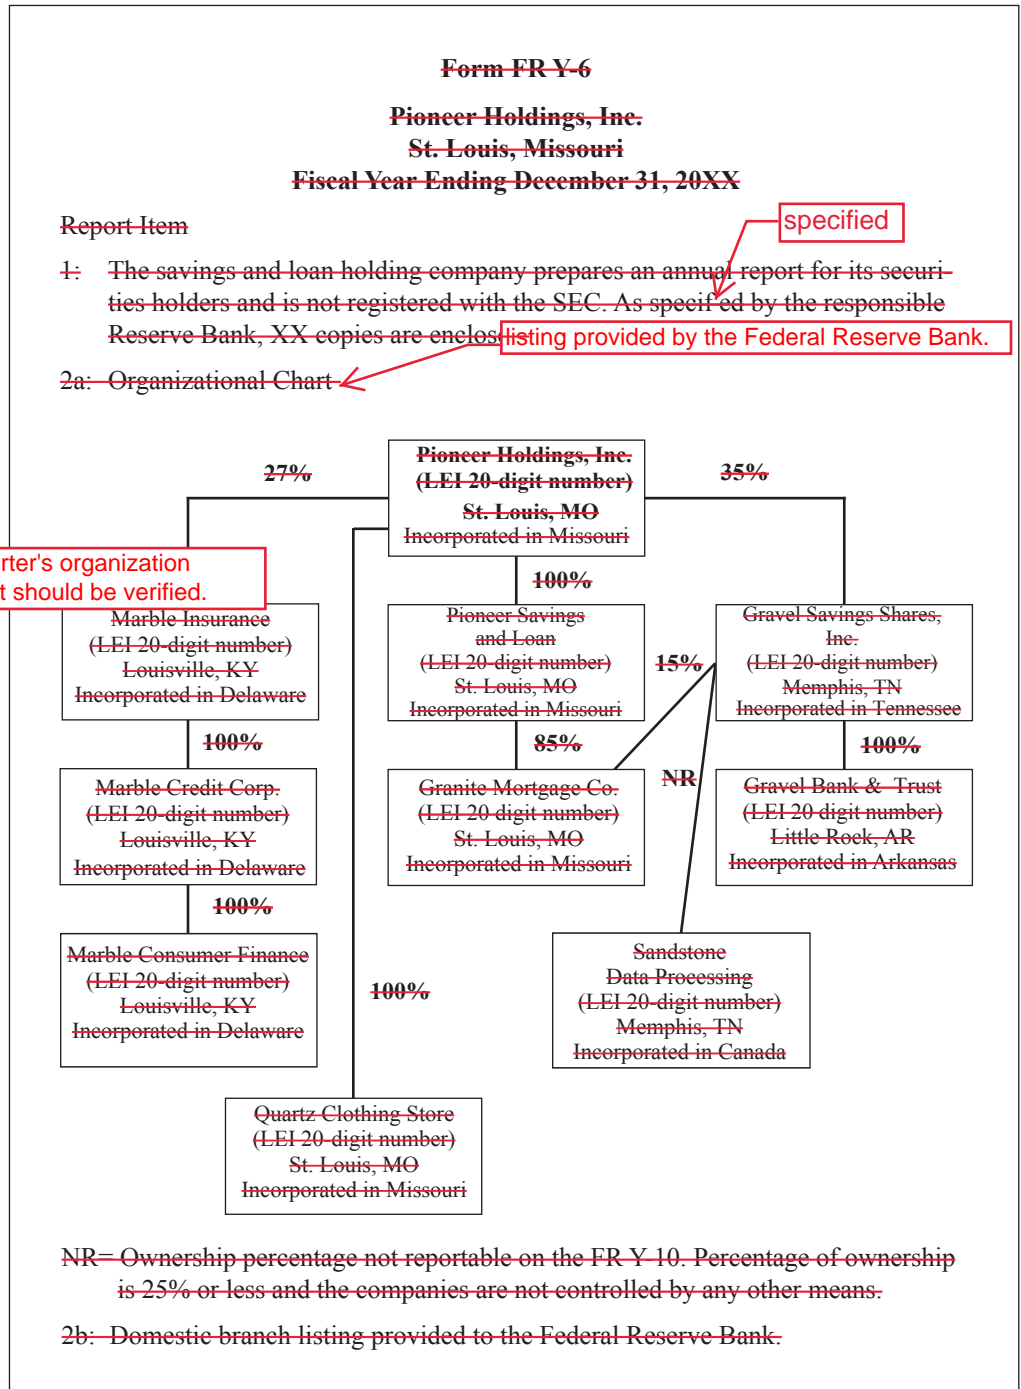 Form FR Y-6
Pioneer Holdings, Inc.
St. Louis, Missouri
Fiscal Year Ending December 31, 20XX
Report Item
specified
1: The savings and loan holding company prepares an annual report for its securi-
ties holders and is not registered with the SEC. As specif ed by the responsible
Reserve Bank, XX copies are enclose
listing provided by the Federal Reserve Bank.
2a: Organizational Chart
27%
Pioneer Holdings, Inc.
(LEI 20-digit number)
St. Louis, MO
Incorporated in Missouri
35%
rter's organization
t should be verified.
100%
Marble Insurance
(LEI 20-digit number)
Louisville, KY
Incorporated in Delaware
Pioneer Savings
and Loan
(LEI 20-digit number)
St. Louis, MO
Incorporated in Missouri
15%
Gravel Savings Shares,
Inc.
(LEI 20-digit number)
Memphis, TN
Incorporated in Tennessee
100%
85%
100%
NR
Marble Credit Corp.
(LEI 20-digit number)
Louisville, KY
Incorporated in Delaware
Granite Mortgage Co.
(LEI 20 digit number)
St. Louis, MO
Incorporated in Missouri
Gravel Bank & Trust
(LEI 20 digit number)
Little Rock, AR
Incorporated in Arkansas
100%
Marble Consumer Finance
(LEI 20-digit number)
Louisville, KY
Incorporated in Delaware
100%
Sandstone
Data Processing
(LEI 20-digit number)
Memphis, TN
Incorporated in Canada
Quartz Clothing Store
(LEI 20-digit number)
St. Louis, MO
Incorporated in Missouri
NR= Ownership percentage not reportable on the FR Y-10. Percentage of ownership
is 25% or less and the companies are not controlled by any other means.
2b: Domestic branch listing provided to the Federal Reserve Bank.